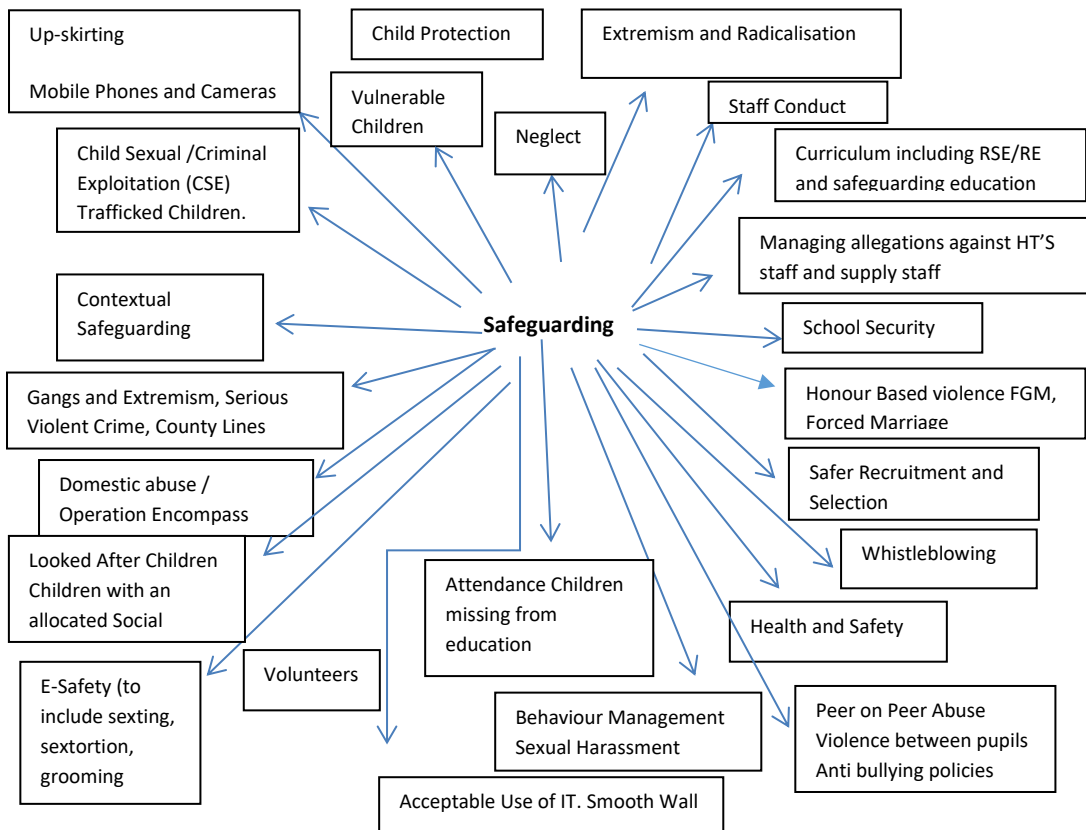 Up-skirting
Mobile Phones and Cameras
Child Protection
Extremism and Radicalisation
Vulnerable
Children
Neglect
Staff Conduct
Child Sexual /Criminal
Exploitation (CSE)
Trafficked Children.
Curriculum including RSE/RE
and safeguarding education
Managing allegations against HT'S
staff and supply staff
Contextual
Safeguarding
Safeguarding
School Security
Gangs and Extremism, Serious
Violent Crime, County Lines
Honour Based violence FGM,
Forced Marriage
Domestic abuse /
Operation Encompass
Safer Recruitment and
Selection
Looked After Children
Children with an
allocated Social
Whistleblowing
Attendance Children
missing from
education
Health and Safety
E-Safety (to
include sexting,
sextortion,
grooming
Volunteers
Behaviour Management
Sexual Harassment
Peer on Peer Abuse
Violence between pupils
Anti bullying policies
Acceptable Use of IT. Smooth Wall